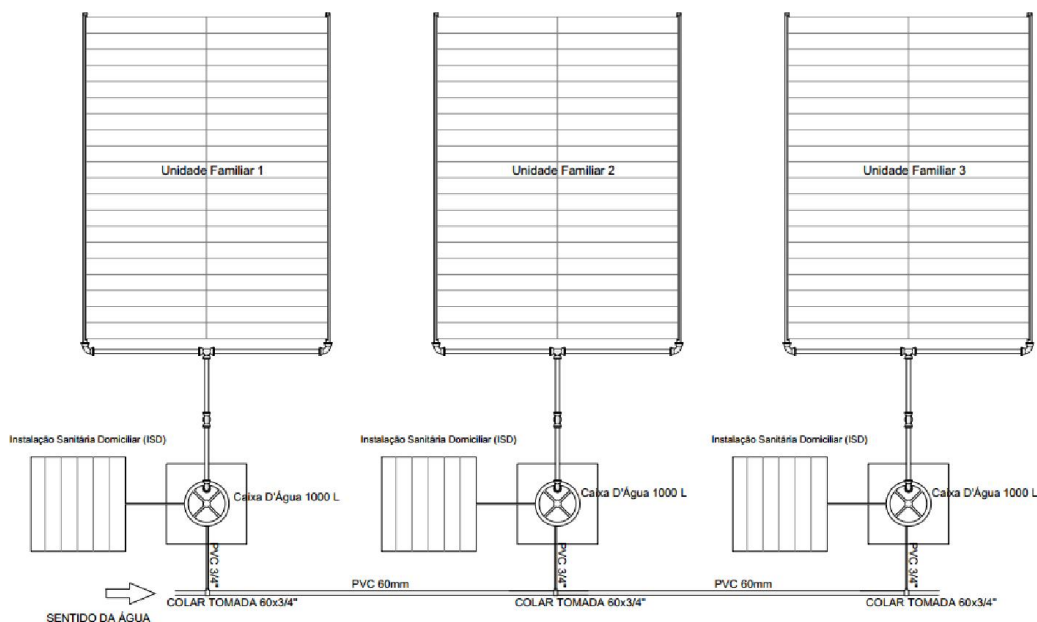 Unidade Familiar 1
Unidade Familiar 2
Unidade Familiar 3
Instalação Sanitária Domiciliar (ISD)
Instalação Sanitária Domiciliar (ISD)
Instalação Sanitária Domiciliar (ISD)
Caixa D'Água 1000 L
Caixa D'Água 1000 L
Caixa D'Água 1000 L
PVC 3/4"
PVC 3/4"
PVC 3/4"
PVC 60mm
PVC 60mm
COLAR TOMADA 60x3/4"
COLAR TOMADA 60x3/4"
COLAR TOMADA 60x3/4"
SENTIDO DA ÁGUA